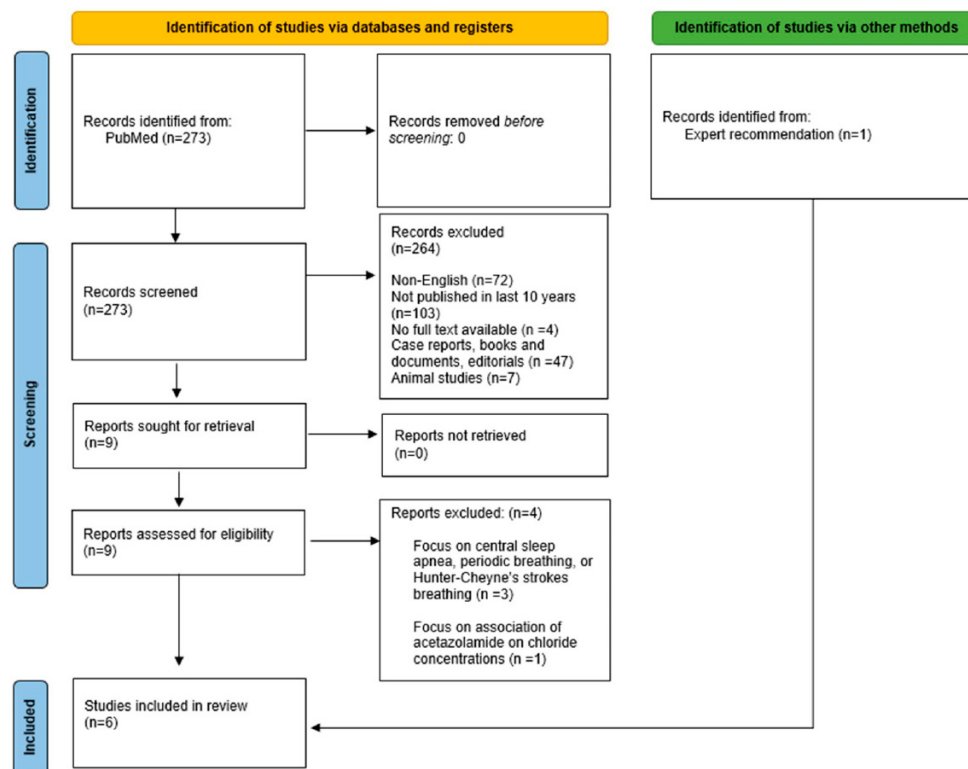 Identification of studies via databases and registers
Identification of studies via other methods
Identification
Records identified from:
PubMed (n=273)
Records removed before
screening: 0
Records identified from:
Expert recommendation (n=1)
Screening
Records screened
(n=273)
Records excluded
(n=264)
Non-English (n=72)
Not published in last 10 years
(n=103)
No full text available (n =4)
Case reports, books and
documents, editorials (n =47)
Animal studies (n=7)
Reports sought for retrieval
(n=9)
Reports not retrieved
(n=0)
Reports assessed for eligibility
(n=9)
Reports excluded: (n=4)
Focus on central sleep
apnea, periodic breathing, or
Hunter-Cheyne's strokes
breathing (n =3)
Focus on association of
acetazolamide on chloride
concentrations (n =1)
Included
Studies included in review
(n=6)